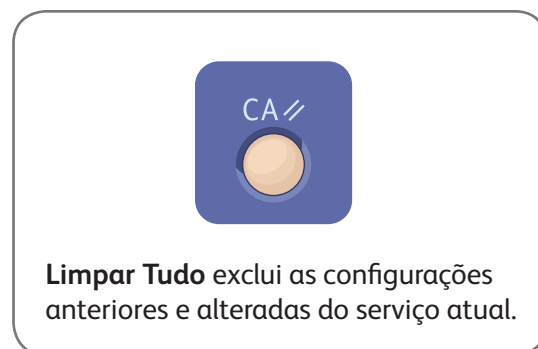 CA//
Limpar Tudo exclui as configurações
anteriores e alteradas do serviço atual.